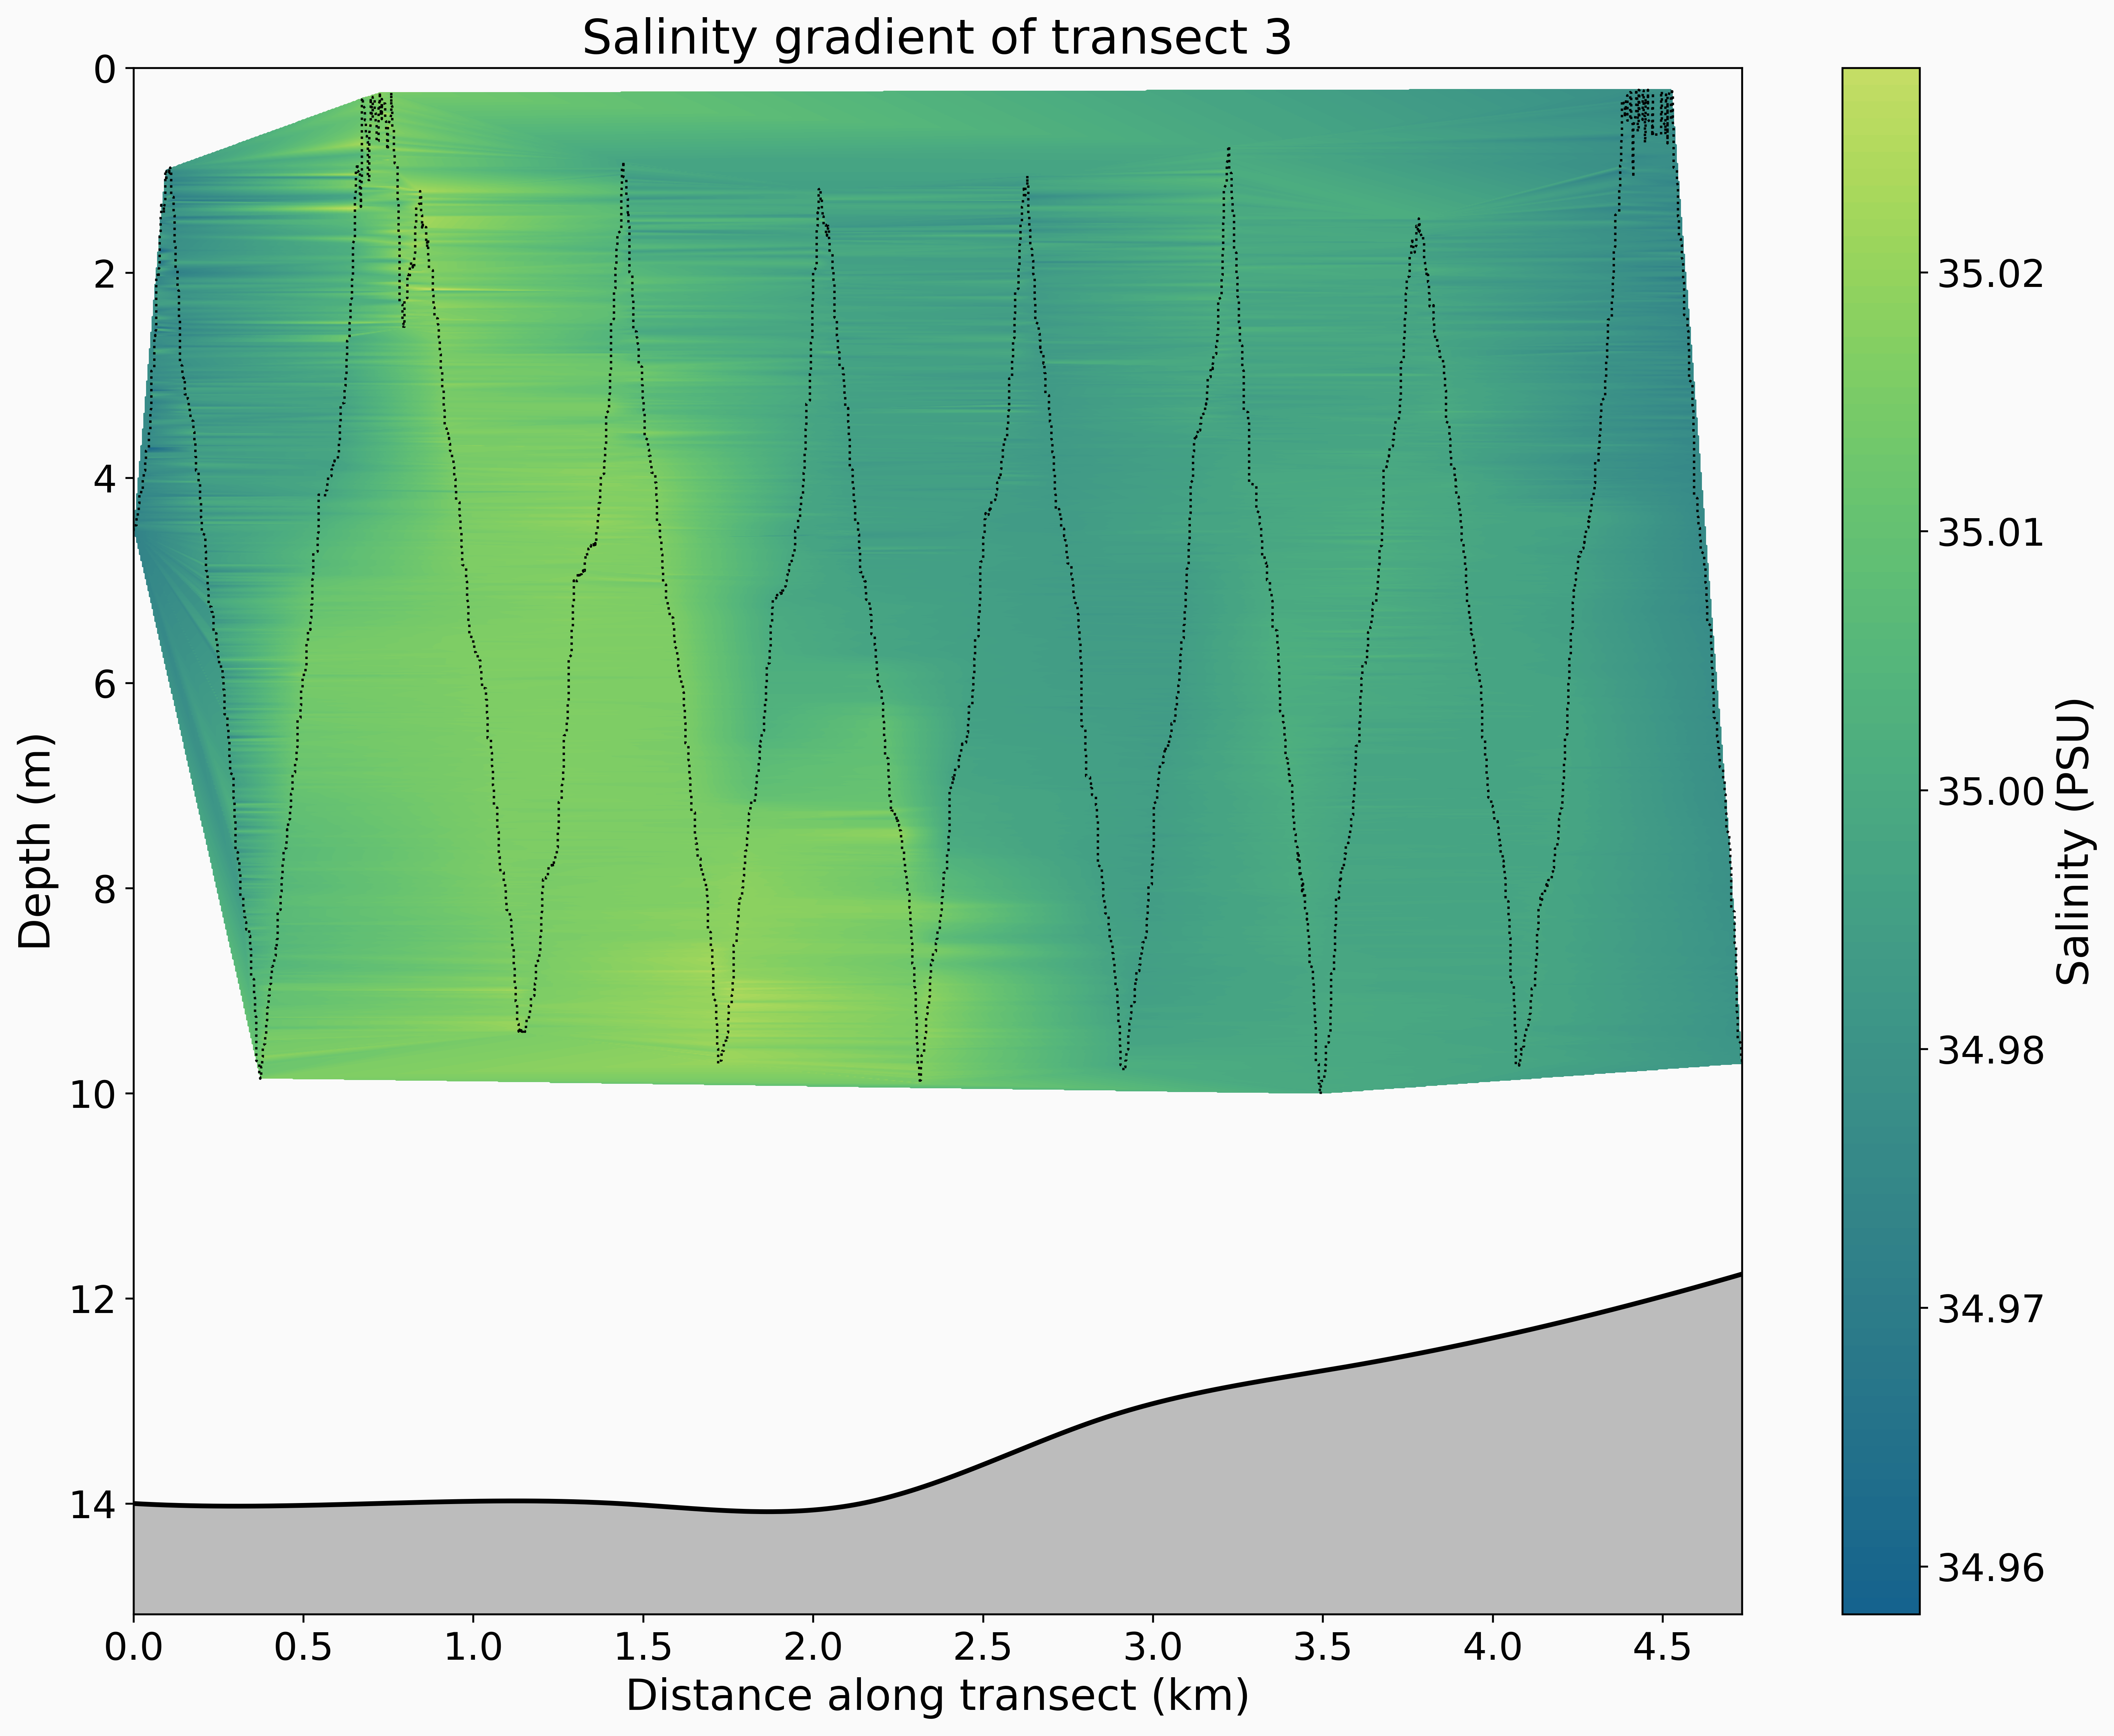 Salinity gradient of transect 3
0
2
4
6
8
10
12
14
Depth (m)
0.0 0.5 1.0 1.5 2.0 2.5 3.0 3.5 4.0 4.5
Distance along transect (km)
35.02
35.01
35.00
34.98
34.97
34.96
Salinity (PSU)